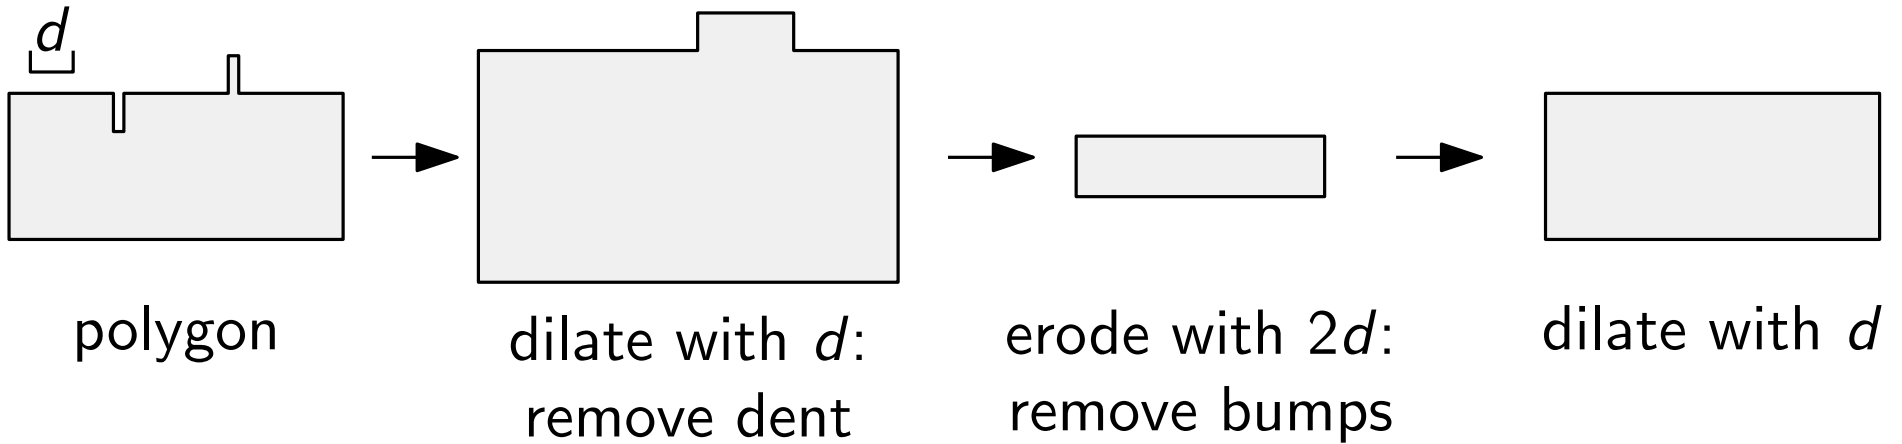 d
polygon
dilate with d:
remove dent
erode with 2d:
remove bumps
dilate with d